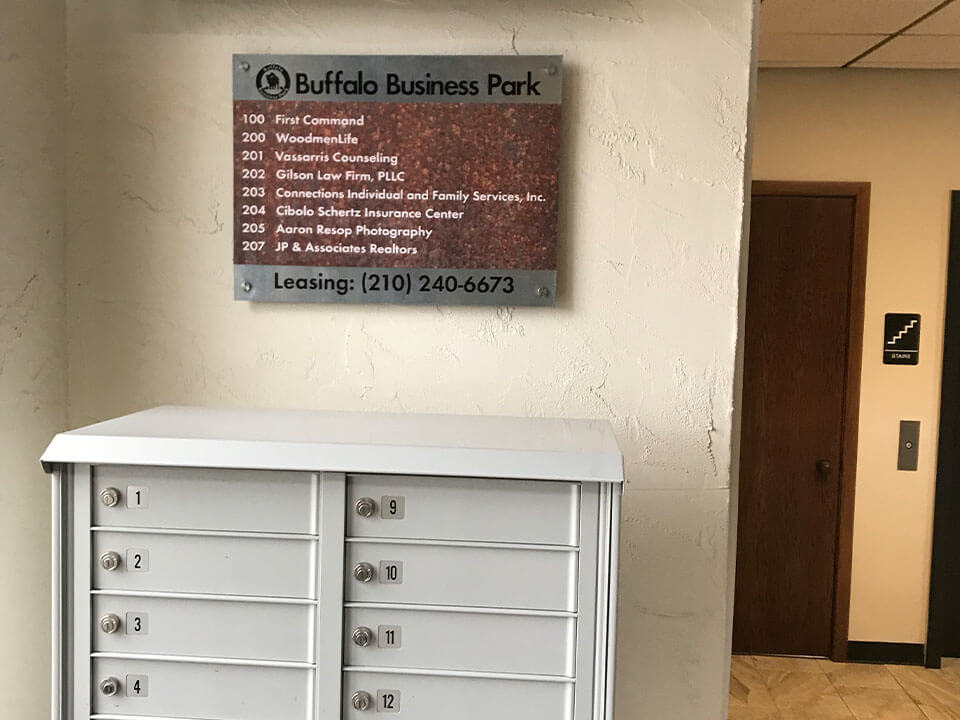 Buffalo Business Park
100 First Command
200 WoodmenLife
201 Vassarris Counseling
202 Gilson Law Firm, PLLC
203 Connections Individual and Family Services, Inc.
204 Cibolo Schertz Insurance Center
205 Aaron Resop Photography
207 JP & Associates Realtors
Leasing: (210) 240-6673
STAIRS
1
9
2
10
3
11
4
12